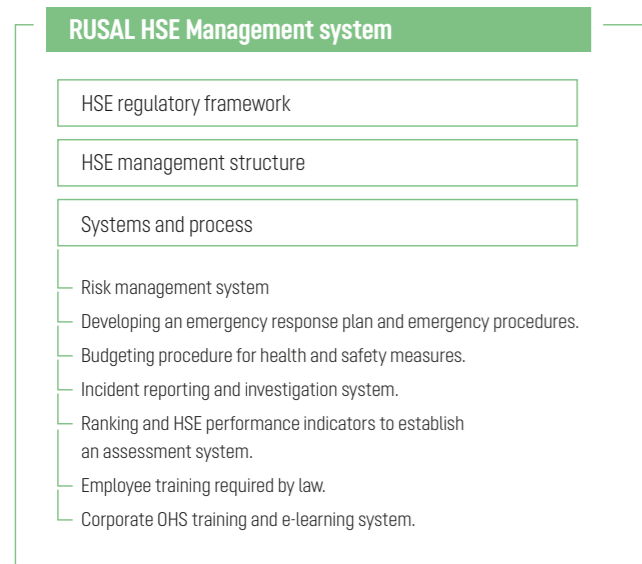 RUSAL HSE Management system
HSE regulatory framework
HSE management structure
Systems and process
Risk management system
Developing an emergency response plan and emergency procedures.
Budgeting procedure for health and safety measures.
Incident reporting and investigation system.
Ranking and HSE performance indicators to establish
an assessment system.
Employee training required by law.
Corporate OHS training and e-learning system.